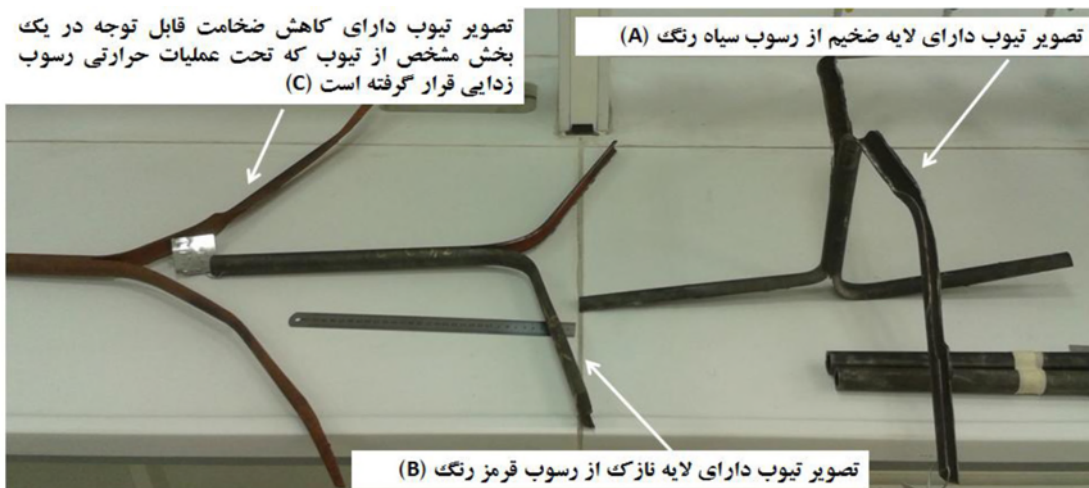 تصویر تیوب دارای کاهش ضخامت قابل توجه در یک
بخش مشخص از تیوب که تحت عملیات حرارتی رسوب
زدایی قرار گرفته است (C)
تصویر تیوب دارای لایه ضخیم از رسوب سیاه رنگ (A)
تصویر تیوب دارای لایه نازک از رسوب قرمز رنگ (B)